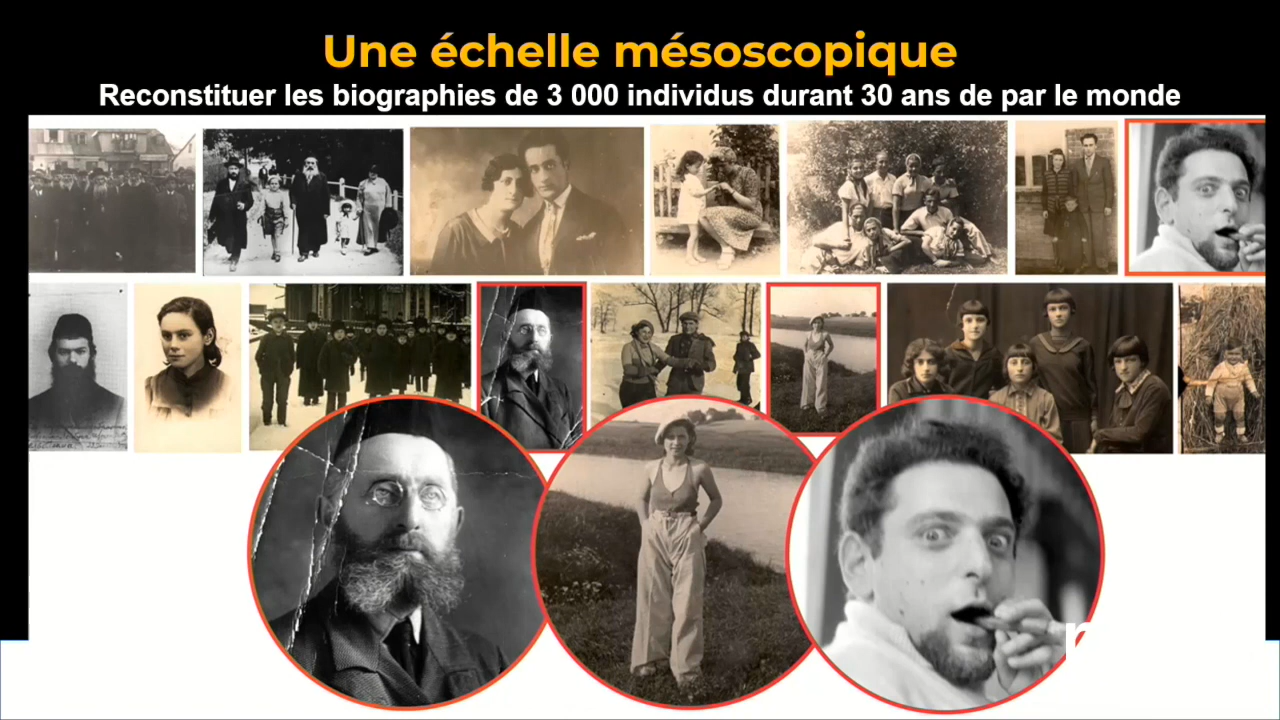 Une échelle mésoscopique
Reconstituer les biographies de 3 000 individus durant 30 ans de par le monde